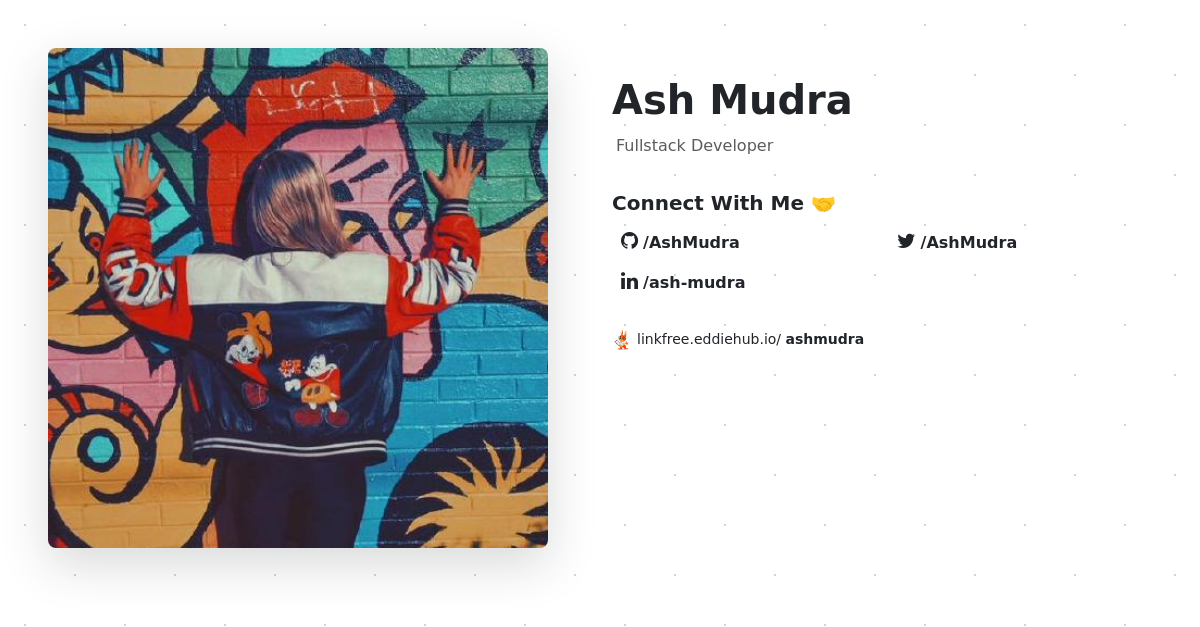 Ash Mudra
Fullstack Developer
Connect With Me 🤝
/AshMudra
/AshMudra
/ash-mudra
linkfree.eddiehub.io/ ashmudra